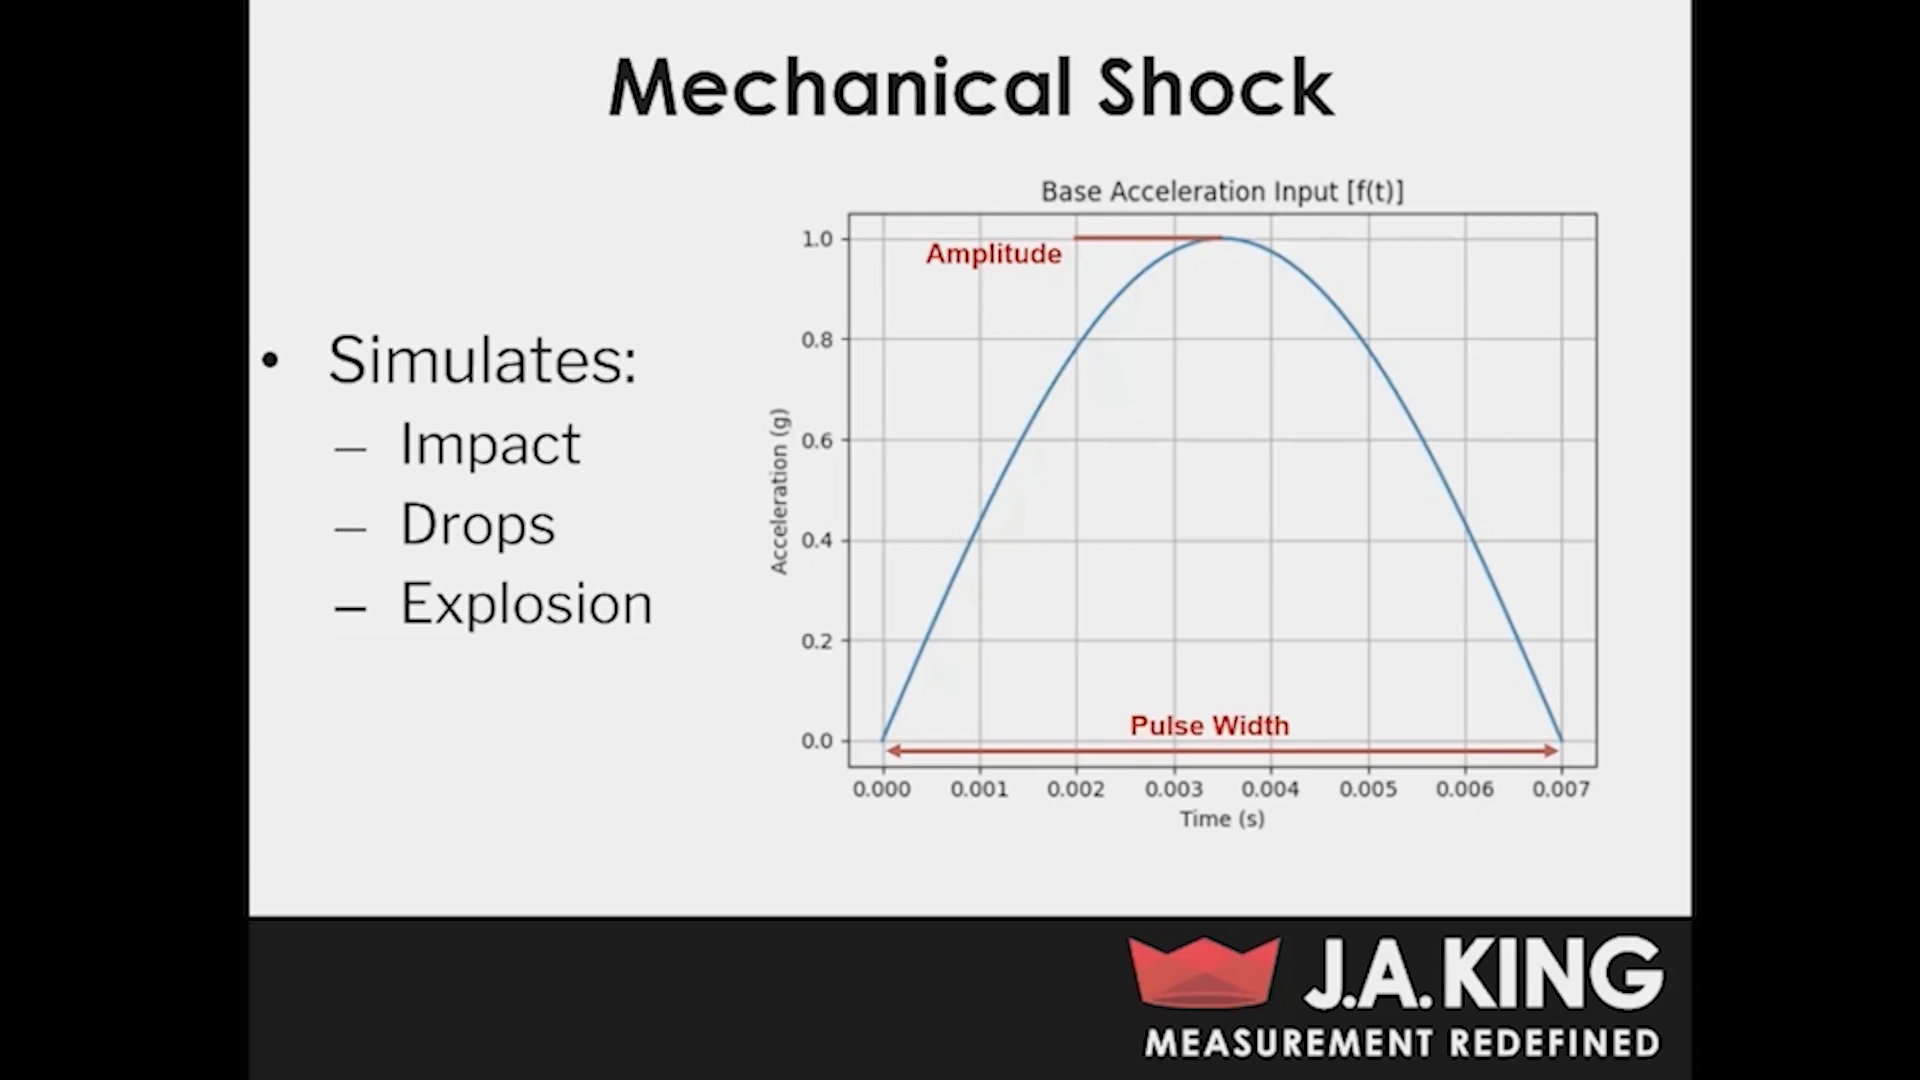 Mechanical Shock
• Simulates:
– Impact
– Drops
– Explosion
Base Acceleration Input [f(t)]
Amplitude
Acceleration (g)
1.0
0.8
0.6
0.4
0.2
0.0
Pulse Width
0.000 0.001 0.002 0.003 0.004 0.005 0.006 0.007
Time (s)
J.A. KING
MEASUREMENT REDEFINED